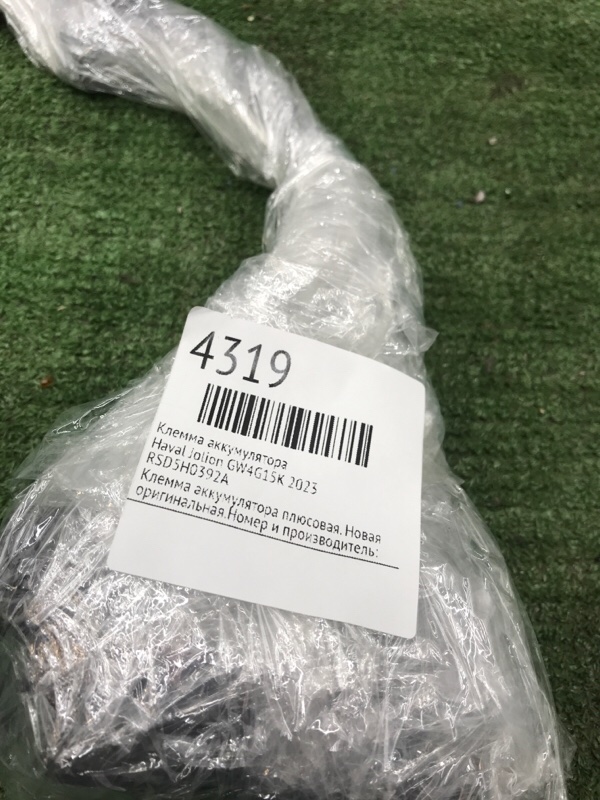 4319
Клемма аккумулятора
Haval Jolion GW4G15K 2023
RSD5H0392A
Клемма аккумулятора плюсовая. Новая
оригинальная.Номер и производитель: